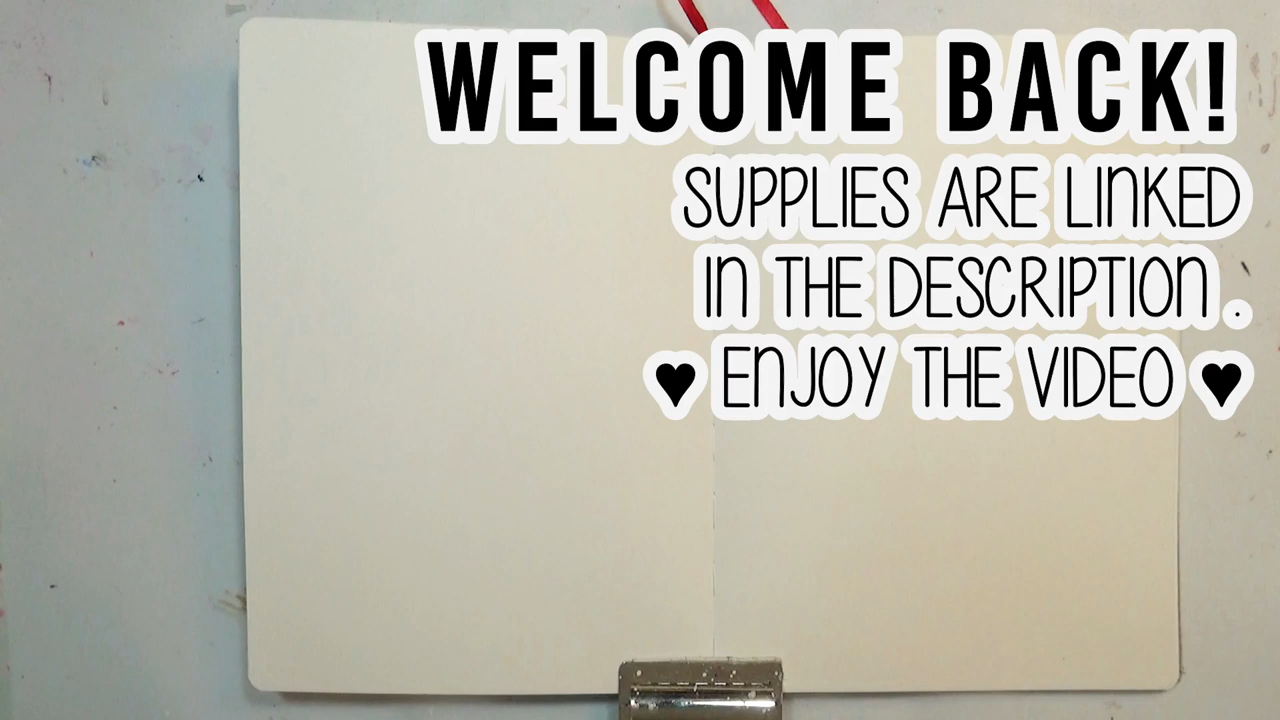 WELCOME BACK!
SUPPLIES ARE LINKED
IN THE DESCRIPTION .
♥ ENJOY THE VIDEO ♥